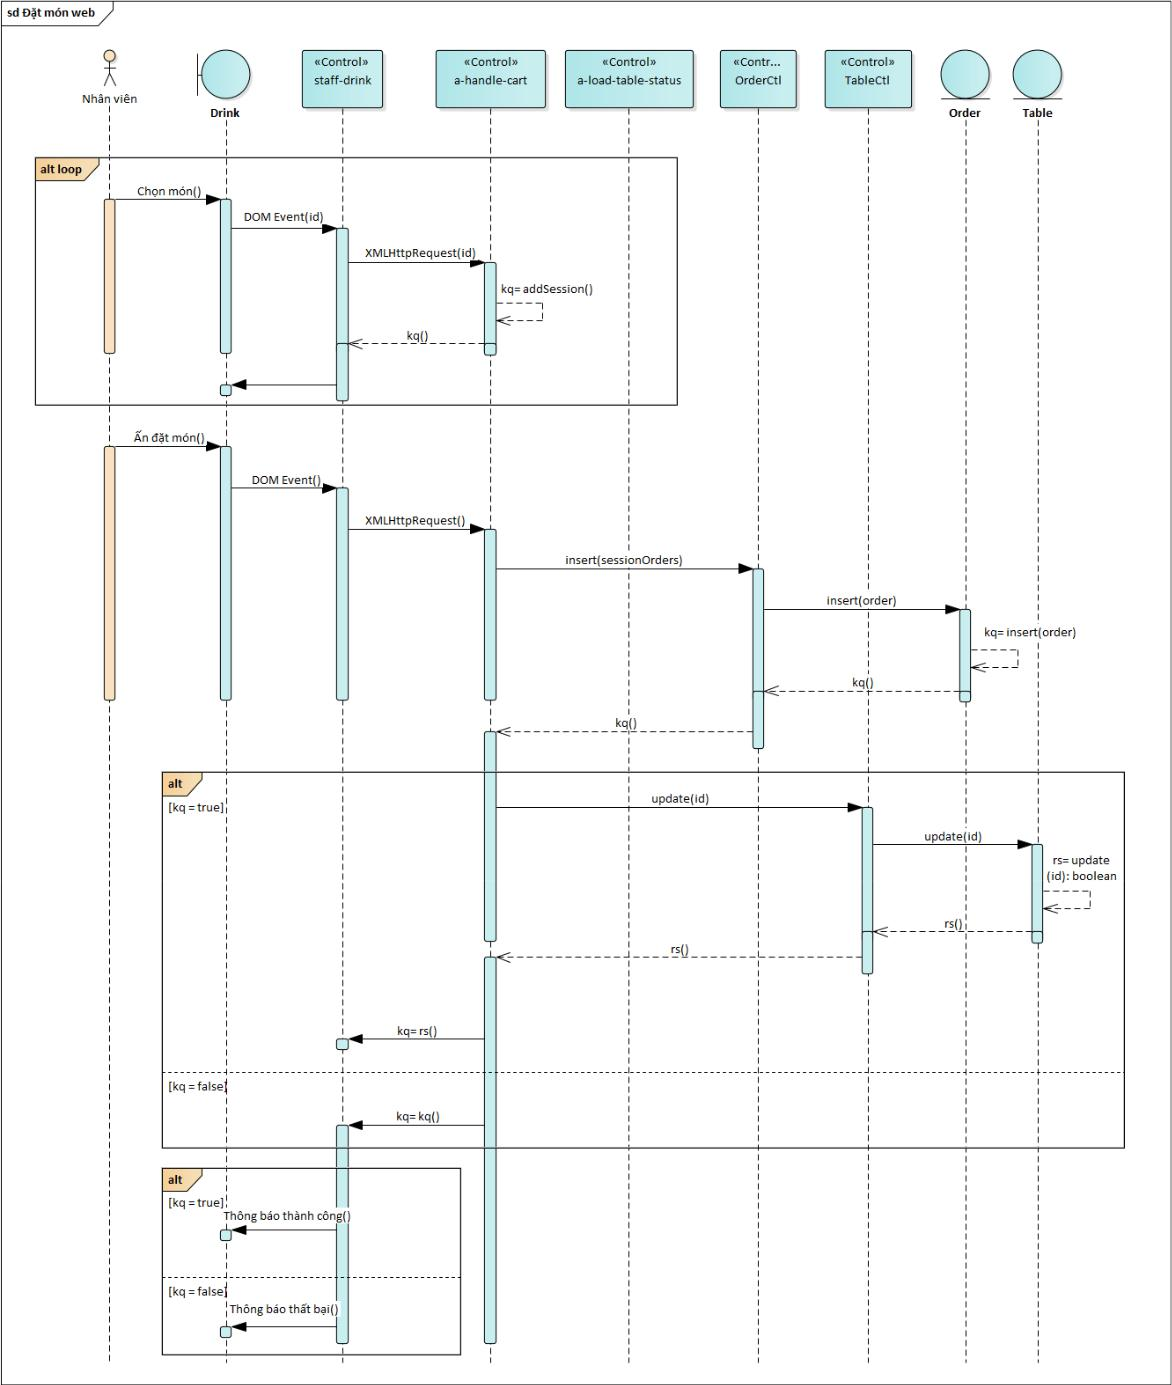 sd Đặt món web
Nhân viên
Drink
«Control»
staff-drink
«Control»
a-handle-cart
«Control»
a-load-table-status
«Contr...
OrderCtl
«Control»
TableCtl
Order
Table
alt loop
Chọn món()
DOM Event(id)
XMLHttpRequest(id)
kq= addSession()
kq()
Ấn đặt món()
DOM Event()
XMLHttpRequest()
insert(sessionOrders)
insert(order)
kq= insert(order)
kq()
kq()
alt
[kq = true]
update(id)
update(id)
rs= update
(id): boolean
rs()
rs()
kq= rs()
[kq = false]
kq= kq()
alt
[kq = true]
Thông báo thành công()
[kq = false]
Thông báo thất bại()